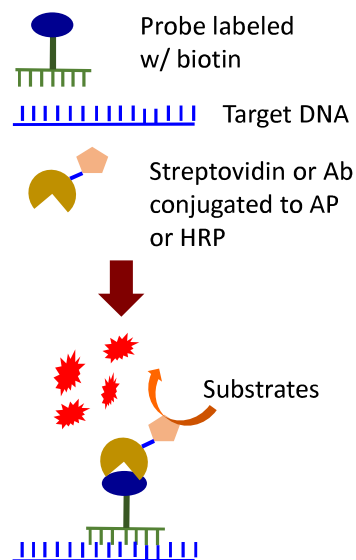 Probe labeled
w/ biotin
Target DNA
Streptovidin or Ab
conjugated to AP
or HRP
Substrates